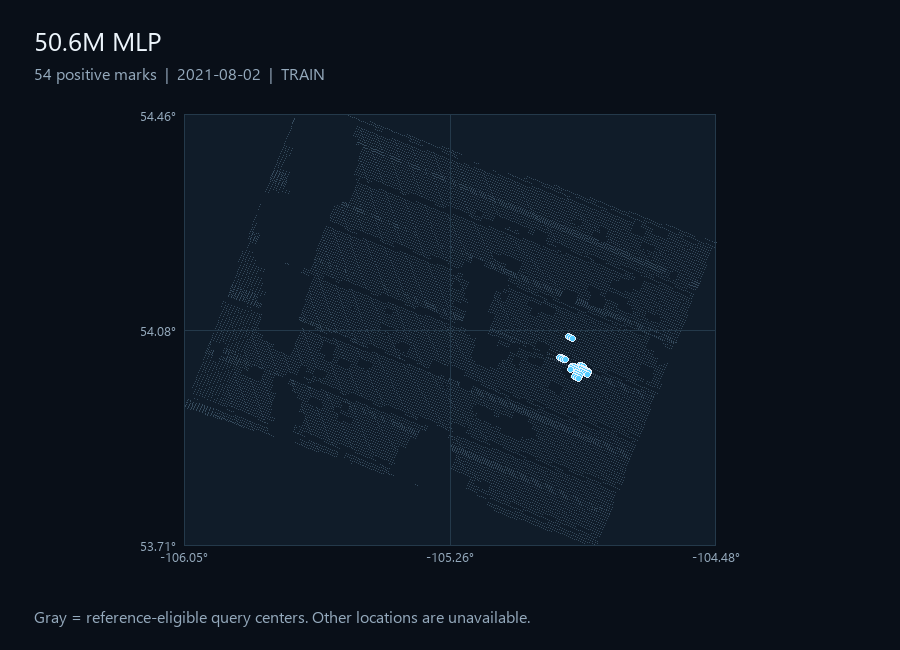 50.6M MLP
54 positive marks | 2021-08-02 | TRAIN
54.46°
54.08°
53.71°
-106.05°
-105.26°
-104.48°
Gray = reference-eligible query centers. Other locations are unavailable.